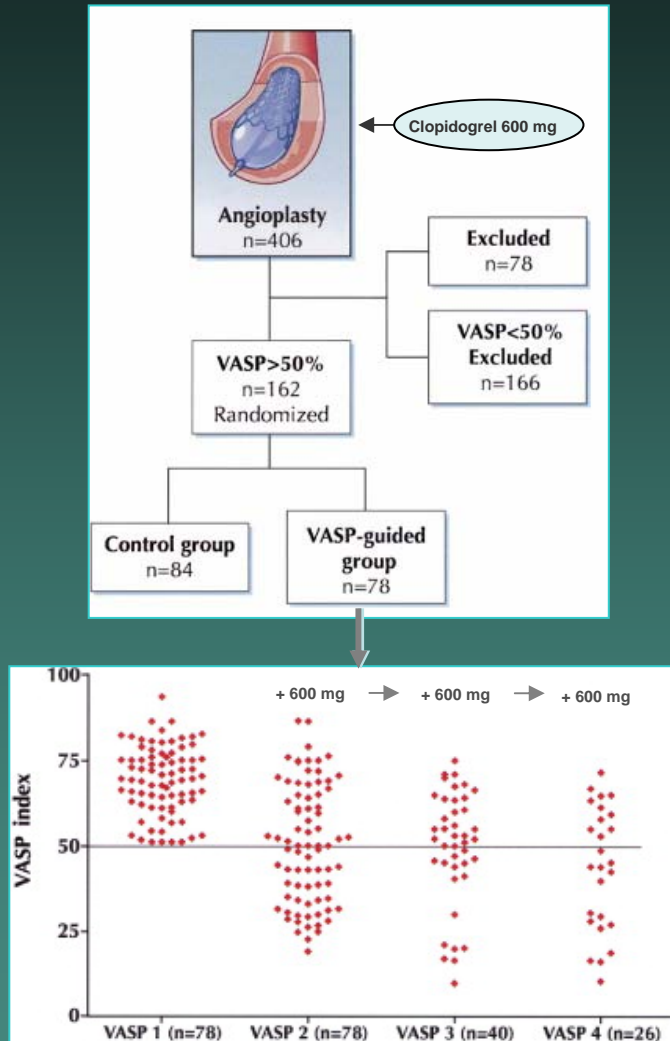 Clopidogrel 600 mg
Angioplasty
n=406
Excluded
n=78
VASP<50%
Excluded
n=166
VASP>50%
n=162
Randomized
Control group
n=84
VASP-guided
group
n=78
+ 600 mg + 600 mg + 600 mg
100
75
50
25
0
VASP index
VASP 1 (n=78) VASP 2 (n=78) VASP 3 (n=40) VASP 4 (n=26)